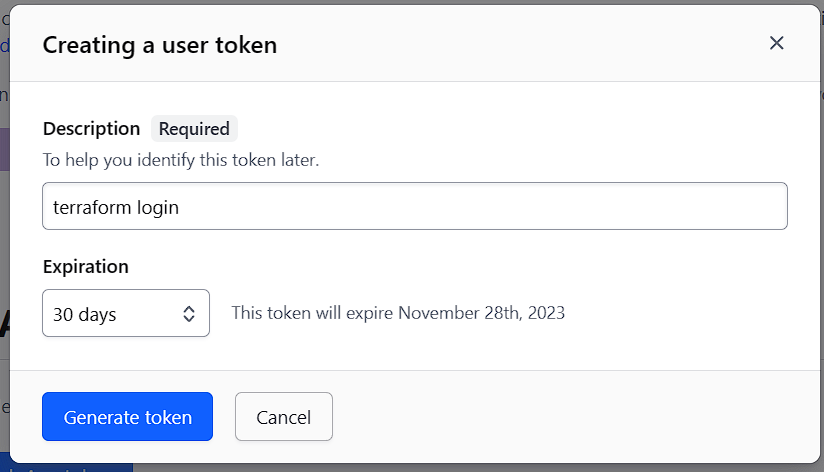 Creating a user token
Description Required
To help you identify this token later.
terraform login
Expiration
30 days This token will expire November 28th, 2023
Generate token Cancel